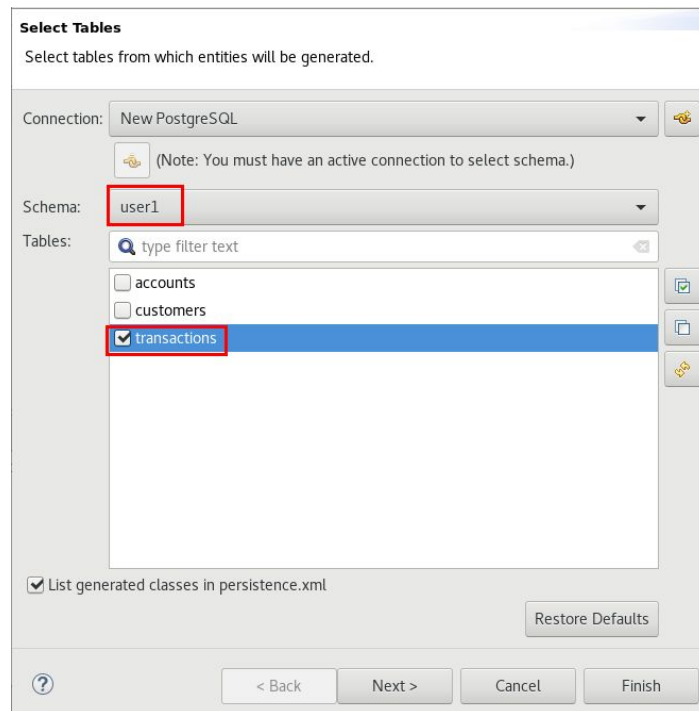 Select Tables
Select tables from which entities will be generated.
Connection: New PostgreSQL
(Note: You must have an active connection to select schema.)
Schema: user1
Tables: type filter text
accounts
customers
transactions
List generated classes in persistence.xml
Restore Defaults
? < Back Next > Cancel Finish